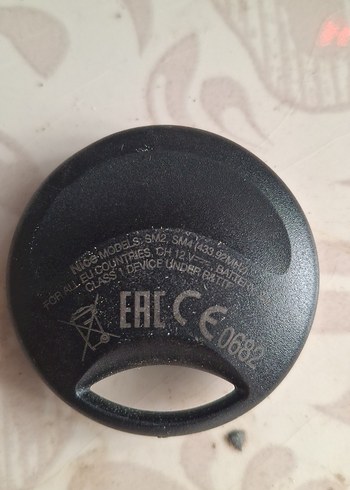 Nice-MODELS: SM2, SM4 (433.92MHz)
FOR ALL EU COUNTRIES, CH 12 V⎓, BATTERY
CLASS 1 DEVICE UNDER R&TTE
EAC CE 0682